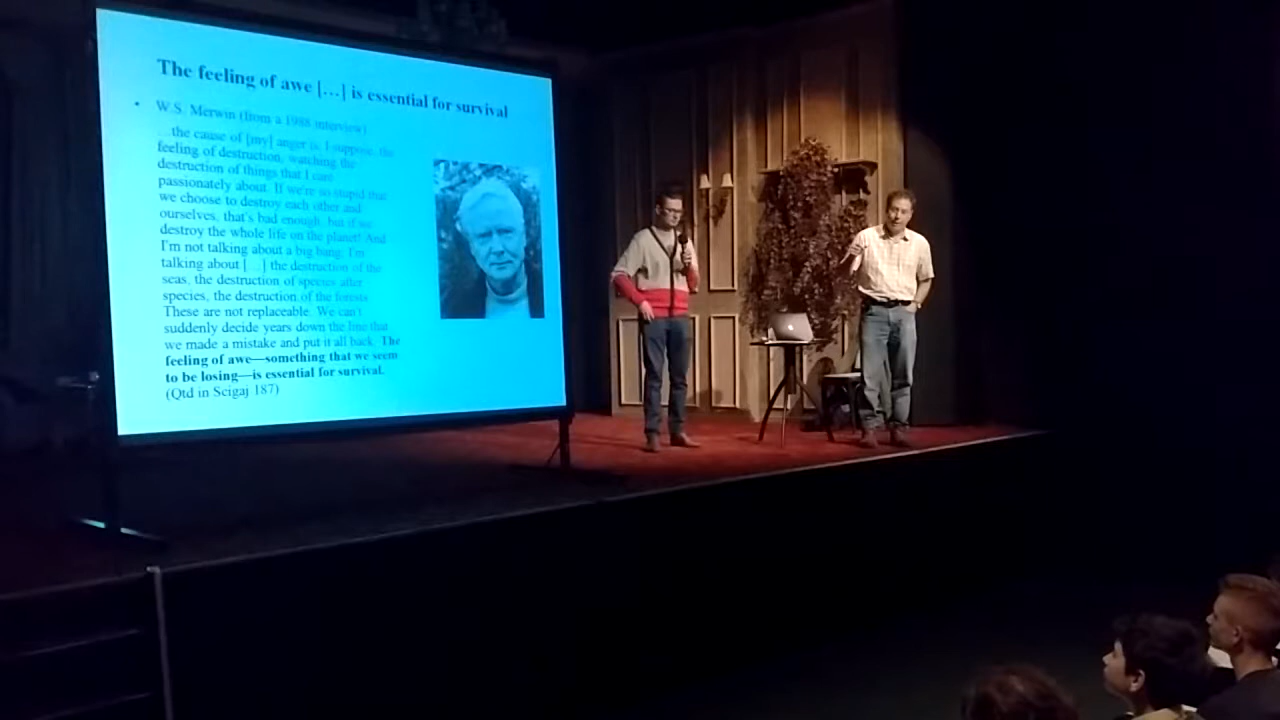 The feeling of awe [...] is essential for survival
• W.S. Merwin (from a 1988 interview)
...the cause of [my] anger is, I suppose, the
feeling of destruction, watching the
destruction of things that I care
passionately about. If we're so stupid that
we choose to destroy each other and
ourselves, that's bad enough, but if we
destroy the whole life on the planet! And
I'm not talking about a big bang, I'm
talking about [...] the destruction of the
seas, the destruction of species after
species, the destruction of the forests.
These are not replaceable. We can't
suddenly decide years down the line that
we made a mistake and put it all back. The
feeling of awe—something that we seem
to be losing—is essential for survival.
(Qtd in Scigaj 187)